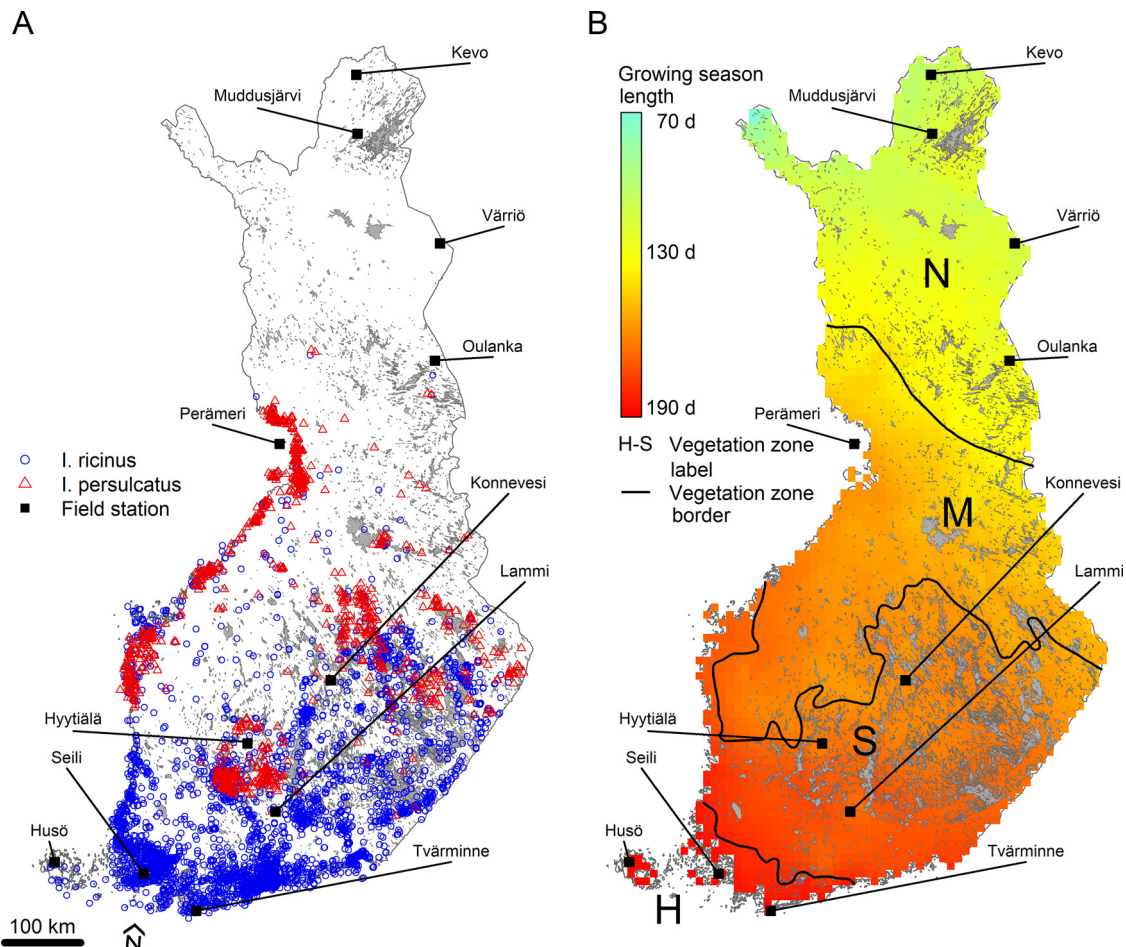 A
Kevo
Muddusjärvi
Värriö
Oulanka
Perämeri
I. ricinus
I. persulcatus
Field station
Konnevesi
Lammi
Hyytiälä
Seili
Husö
Tvärminne
100 km
N
B
Kevo
Growing season
length
70 d
Muddusjärvi
Värriö
130 d
N
Oulanka
190 d
Perämeri
H-S Vegetation zone
label
Vegetation zone
border
Konnevesi
M
Lammi
Hyytiälä
S
Seili
Husö
Tvärminne
H